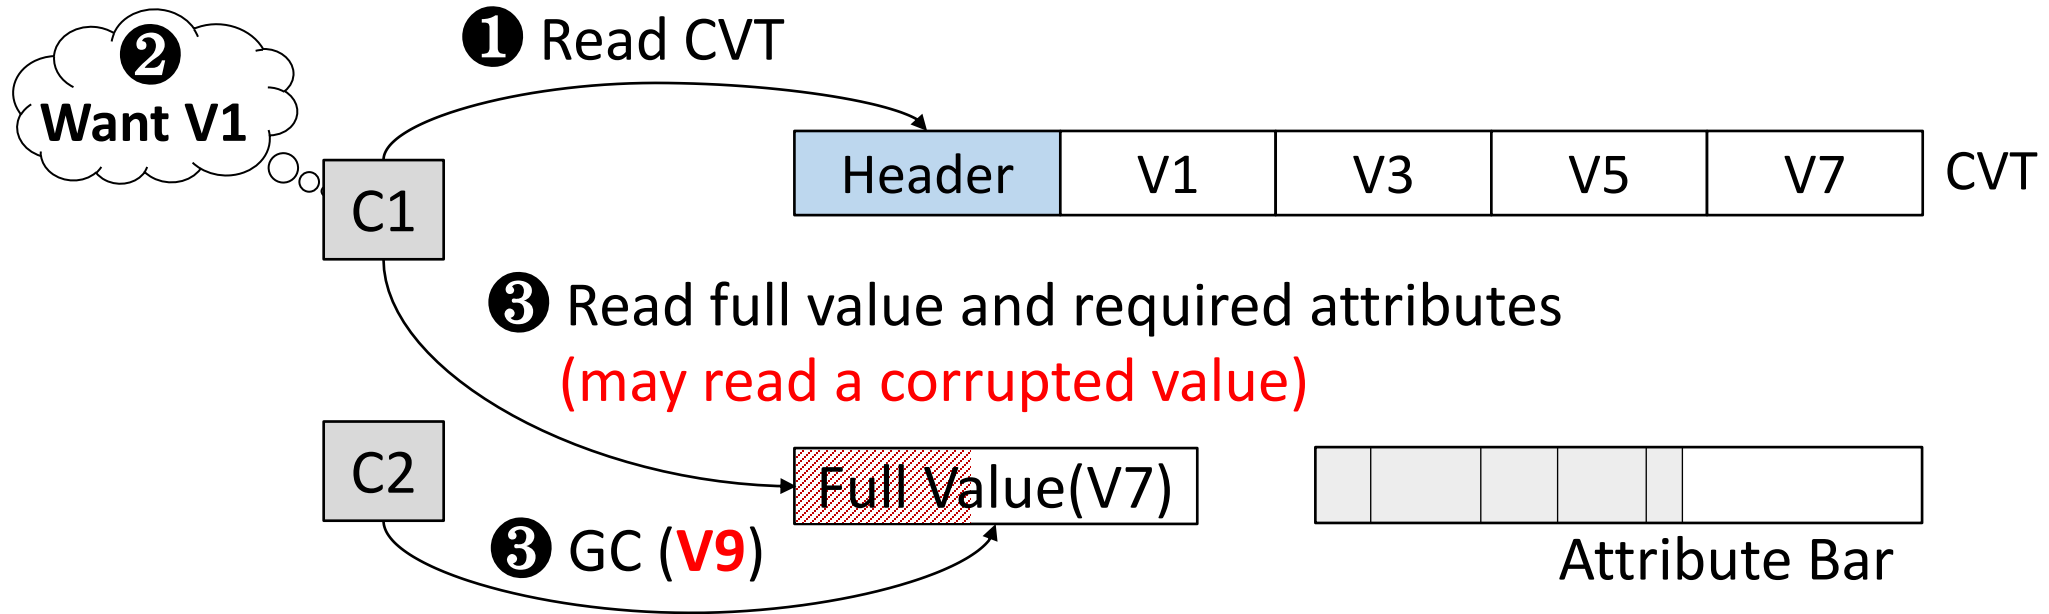 ❶ Read CVT
❷
Want V1
Header V1 V3 V5 V7 CVT
C1
❸ Read full value and required attributes
(may read a corrupted value)
C2
Full Value(V7)
❸ GC (V9)
Attribute Bar